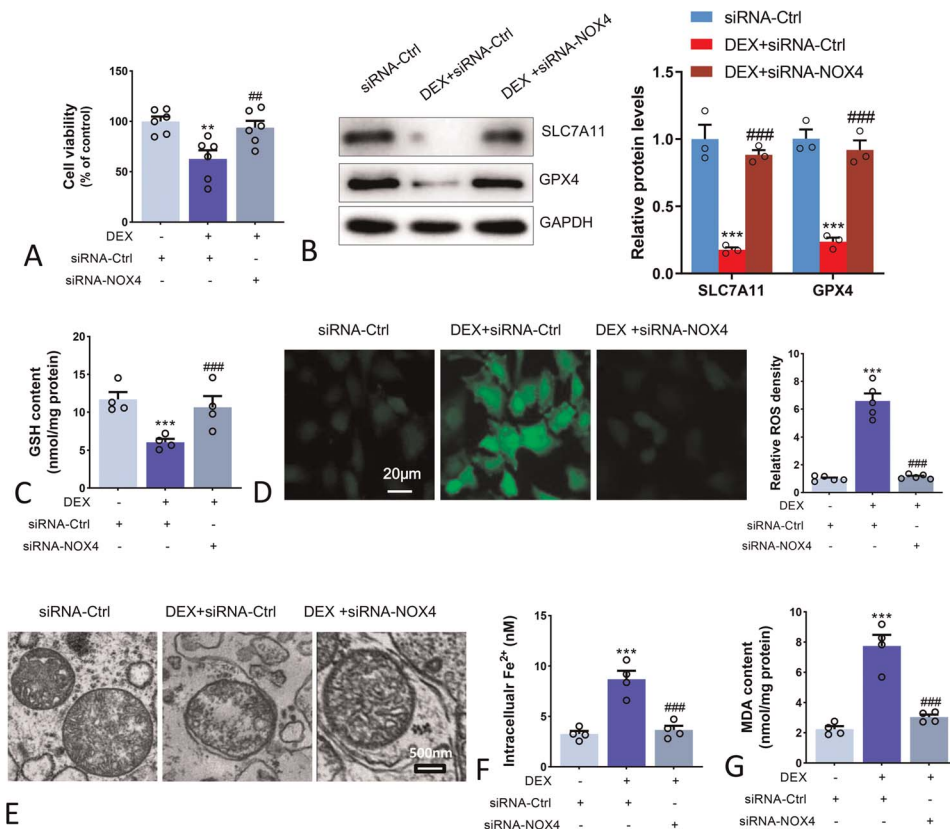 Cell viability
(% of control)
150
100
50
0
**
##
DEX - + +
siRNA-Ctrl + + -
siRNA-NOX4 - - +
A
siRNA-Ctrl
DEX+siRNA-Ctrl
DEX +siRNA-NOX4
SLC7A11
GPX4
GAPDH
B
siRNA-Ctrl
DEX+siRNA-Ctrl
DEX+siRNA-NOX4
Relative protein levels
1.5
1.0
0.5
0.0
***
###
***
###
SLC7A11 GPX4
GSH content
(nmol/mg protein)
20
15
10
5
0
***
###
DEX - + +
siRNA-Ctrl + + -
siRNA-NOX4 - - +
C
siRNA-Ctrl DEX+siRNA-Ctrl DEX +siRNA-NOX4
20μm
D
Relative ROS density
10
8
6
4
2
0
***
###
DEX - + +
siRNA-Ctrl + + -
siRNA-NOX4 - - +
siRNA-Ctrl DEX+siRNA-Ctrl DEX +siRNA-NOX4
500nm
E
Intracellualr Fe²⁺ (nM)
15
10
5
0
***
###
DEX - + +
siRNA-Ctrl + + -
siRNA-NOX4 - - +
F
MDA content
(nmol/mg protein)
10
8
6
4
2
0
***
###
DEX - + +
siRNA-Ctrl + + -
siRNA-NOX4 - - +
G